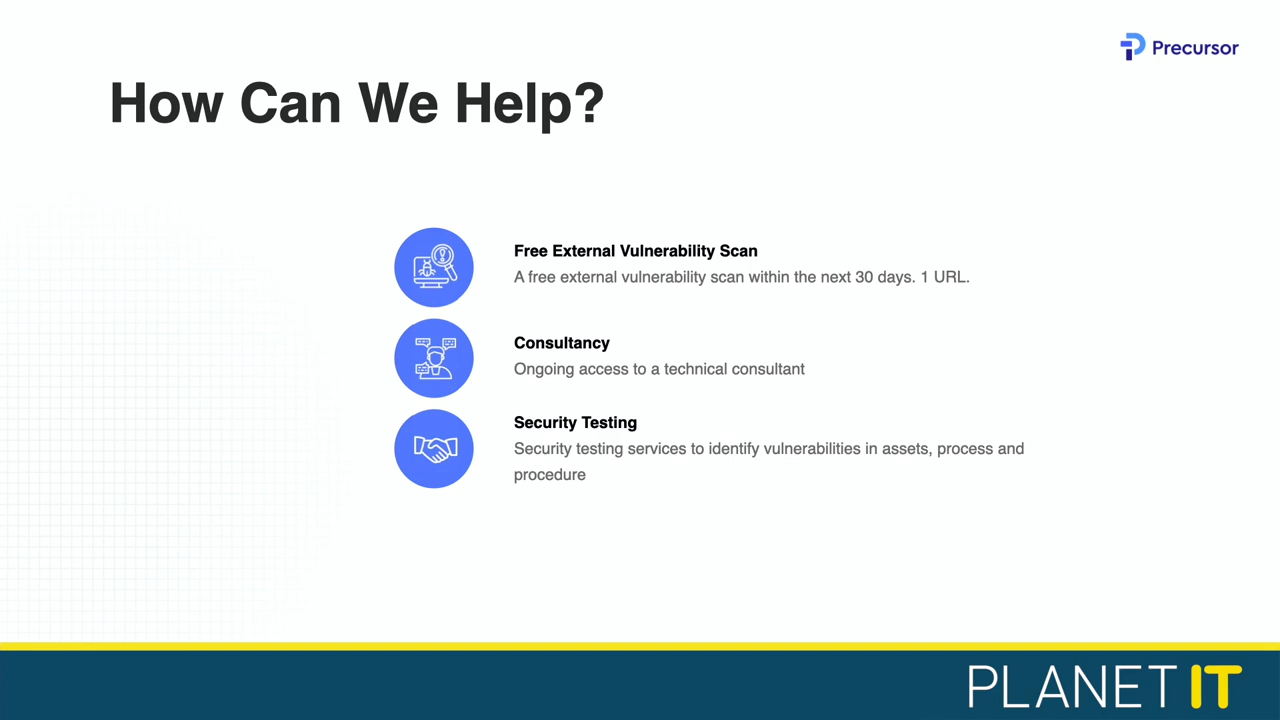 Precursor
How Can We Help?
Free External Vulnerability Scan
A free external vulnerability scan within the next 30 days. 1 URL.
Consultancy
Ongoing access to a technical consultant
Security Testing
Security testing services to identify vulnerabilities in assets, process and
procedure
PLANET IT